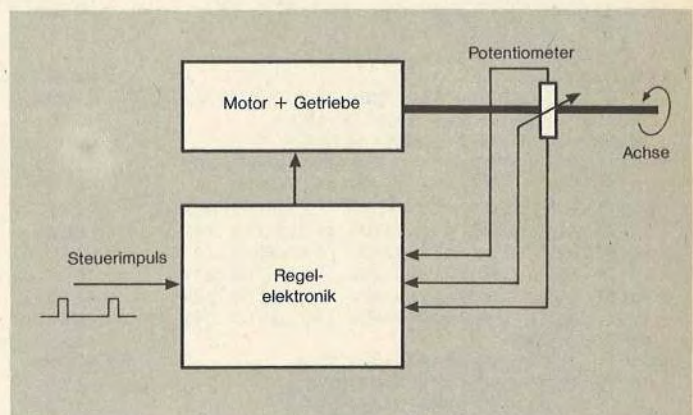 Potentiometer
Motor + Getriebe
Achse
Steuerimpuls
Regel-
elektronik